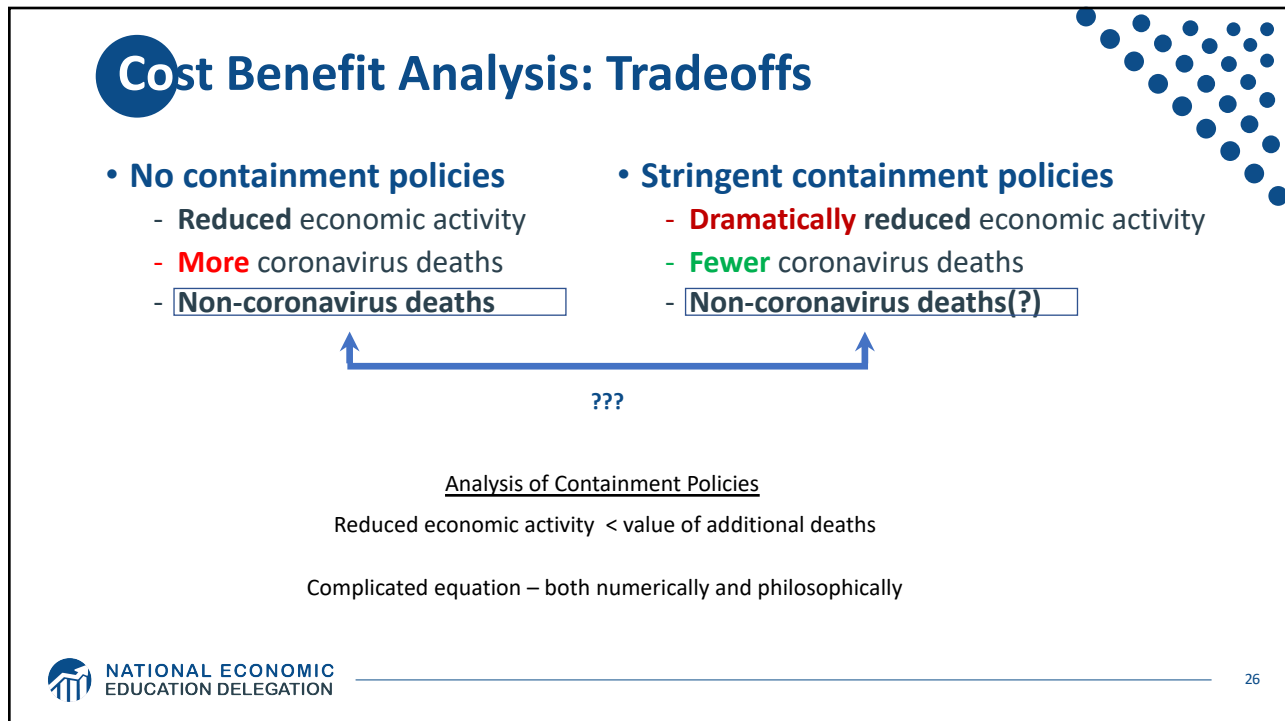 Cost Benefit Analysis: Tradeoffs
• No containment policies
- Reduced economic activity
- More coronavirus deaths
- Non-coronavirus deaths
• Stringent containment policies
- Dramatically reduced economic activity
- Fewer coronavirus deaths
- Non-coronavirus deaths(?)
???
Analysis of Containment Policies
Reduced economic activity < value of additional deaths
Complicated equation – both numerically and philosophically
NATIONAL ECONOMIC
EDUCATION DELEGATION
26